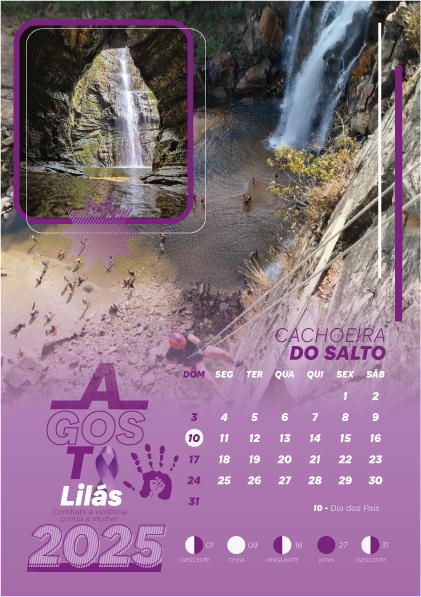 CACHOEIRA
DO SALTO
DOM SEG TER QUA QUI SEX SÁB
1 2
3 4 5 6 7 8 9
10 11 12 13 14 15 16
17 18 19 20 21 22 23
24 25 26 27 28 29 30
31
10 - Dia dos Pais
A
GOS
TO
Lilás
Combate a violência
contra a mulher
2025
01 09 16 27 31
CRESCENTE CHEIA MINGUANTE NOVA CRESCENTE